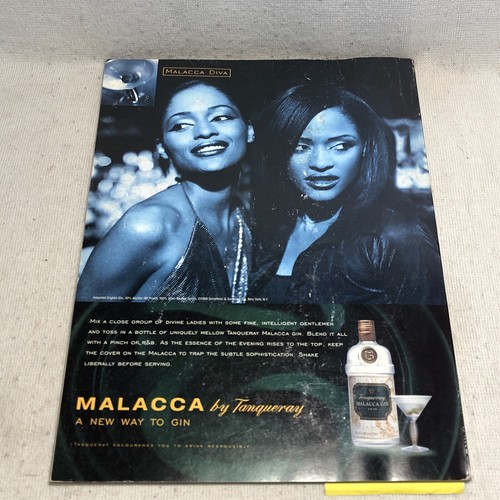 MALACCA DIVA
MIX A CLOSE GROUP OF DIVINE LADIES WITH SOME FINE, INTELLIGENT GENTLEMEN
AND TOSS IN A BOTTLE OF UNIQUELY MELLOW TANQUERAY MALACCA GIN. BLEND IT ALL
WITH A PINCH OF R&B. AS THE ESSENCE OF THE EVENING RISES TO THE TOP, KEEP
THE COVER ON THE MALACCA TO TRAP THE SUBTLE SOPHISTICATION. SHAKE
LIBERALLY BEFORE SERVING.
Tanqueray
MALACCA GIN
MALACCA by Tanqueray
A NEW WAY TO GIN
TANQUERAY ENCOURAGES YOU TO DRINK RESPONSIBLY.